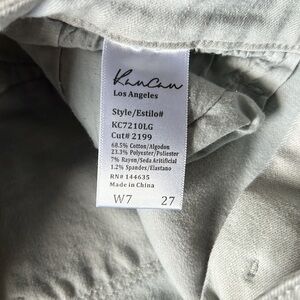 KanCan
Los Angeles
Style/Estilo#
KC7210LG
Cut# 2199
68.5% Cotton/Algodon
23.3% Polyester/Poliester
7% Rayon/Seda Aritificial
1.2% Spandex/Elastano
RN# 144635
Made in China
W7 27